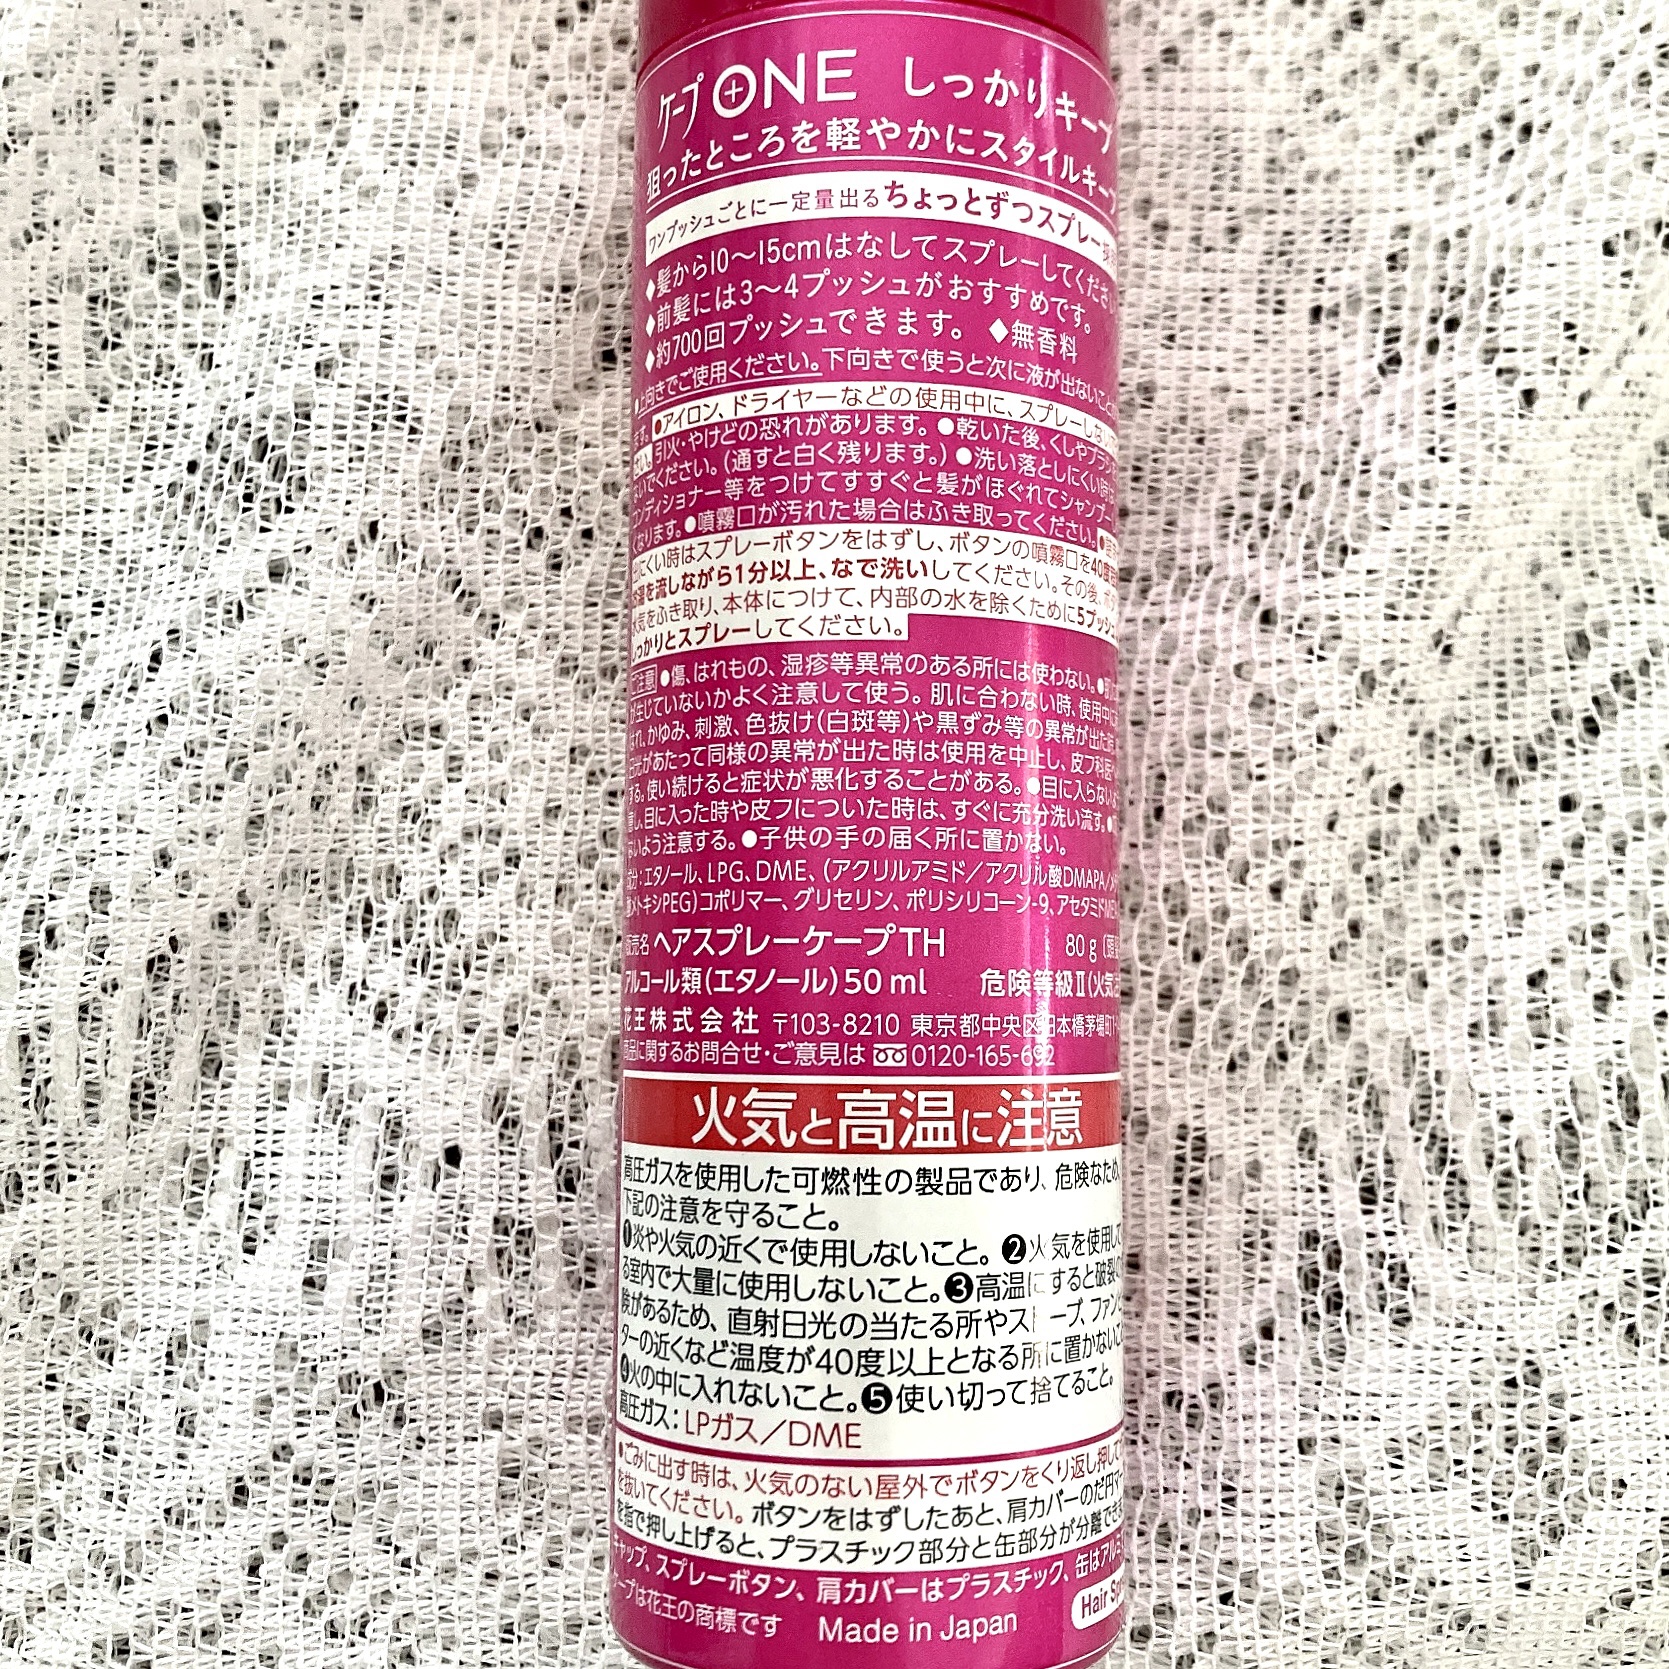 ケープ ONE しっかりキープ
狙ったところを軽やかにスタイルキープ
ワンプッシュごとに一定量出るちょっとずつスプレー
◆髪から10〜15cmはなしてスプレーしてください
◆前髪には3〜4プッシュがおすすめです。
◆約700回プッシュできます。 ◆無香料
●上向きでご使用ください。下向きで使うと次に液が出ないこと
ます。●アイロン、ドライヤーなどの使用中に、スプレーしない
さい。引火・やけどの恐れがあります。●乾いた後、くしやブラシ
ないでください。(通すと白く残ります。)●洗い落としにくい時は
コンディショナー等をつけてすすぐと髪がほぐれてシャンプー
くなります。●噴霧口が汚れた場合はふき取ってください。●
にくい時はスプレーボタンをはずし、ボタンの噴霧口を40度
温を流しながら1分以上、なで洗いしてください。その後、
水気をふき取り、本体につけて、内部の水を除くために5プッシュ
しっかりとスプレーしてください。
ご注意 ●傷、はれもの、湿疹等異常のある所には使わない。●
が生じていないかよく注意して使う。肌に合わない時、使用中に
はれ、かゆみ、刺激、色抜け(白斑等)や黒ずみ等の異常が出た時
日光があたって同様の異常が出た時は使用を中止し、皮フ科医
する。使い続けると症状が悪化することがある。●目に入らない
意し、目に入った時や皮フについた時は、すぐに充分洗い流す。●
ないよう注意する。●子供の手の届く所に置かない。
成分:エタノール、LPG、DME、(アクリルアミド/アクリル酸DMAPA/メ
酸メトキシPEG)コポリマー、グリセリン、ポリシリコーン-9、アセタミドMEA
販売名 ヘアスプレーケープTH 80g
アルコール類(エタノール)50ml 危険等級Ⅱ(火気
花王株式会社 〒103-8210 東京都中央区日本橋茅場町1-
商品に関するお問合せ・ご意見は 0120-165-692
火気と高温に注意
高圧ガスを使用した可燃性の製品であり、危険なため、
下記の注意を守ること。
❶炎や火気の近くで使用しないこと。❷火気を使用して
る室内で大量に使用しないこと。❸高温にすると破裂の
険があるため、直射日光の当たる所やストーブ、ファンヒ
ターの近くなど温度が40度以上となる所に置かないこ
❹火の中に入れないこと。❺使い切って捨てること。
高圧ガス:LPガス/DME
●ごみに出す時は、火気のない屋外でボタンをくり返し押して
を抜いてください。ボタンをはずしたあと、肩カバーのだ円マ
を指で押し上げると、プラスチック部分と缶部分が分離でき
キャップ、スプレーボタン、肩カバーはプラスチック、缶はアルミ
ケープは花王の商標です Made in Japan
Hair Sp